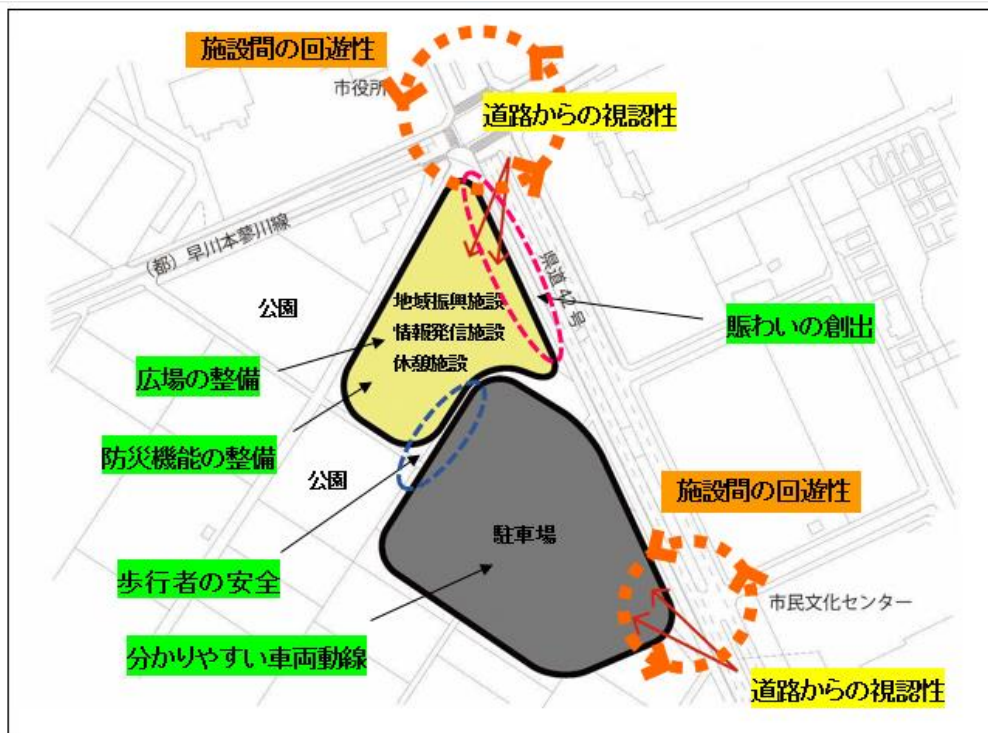 施設間の回遊性
市役所
道路からの視認性
(都) 早川本蓼川線
県道 42 号
公園
地域振興施設
情報発信施設
休憩施設
賑わいの創出
広場の整備
防災機能の整備
公園
施設間の回遊性
駐車場
歩行者の安全
市民文化センター
分かりやすい車両動線
道路からの視認性